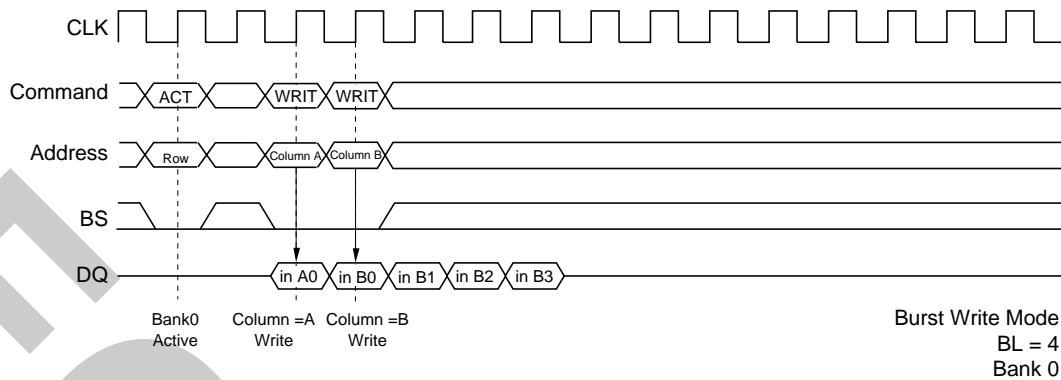 CLK
Command ACT WRIT WRIT
Address Row Column A Column B
BS
DQ in A0 in B0 in B1 in B2 in B3
Bank0 Column =A Column =B
Active Write Write
Burst Write Mode
BL = 4
Bank 0